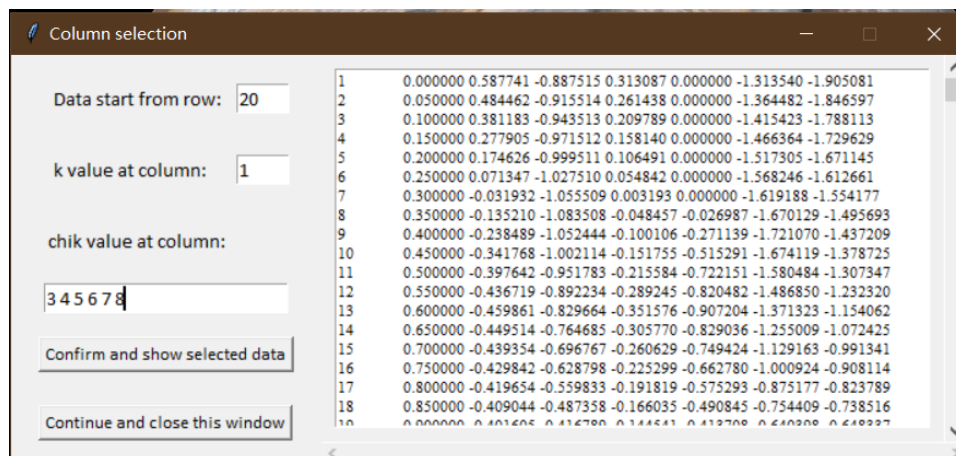 Column selection
Data start from row: 20
k value at column: 1
chik value at column:
3 4 5 6 7 8
Confirm and show selected data
Continue and close this window
1 0.000000 0.587741 -0.887515 0.313087 0.000000 -1.313540 -1.905081
2 0.050000 0.484462 -0.915514 0.261438 0.000000 -1.364482 -1.846597
3 0.100000 0.381183 -0.943513 0.209789 0.000000 -1.415423 -1.788113
4 0.150000 0.277905 -0.971512 0.158140 0.000000 -1.466364 -1.729629
5 0.200000 0.174626 -0.999511 0.106491 0.000000 -1.517305 -1.671145
6 0.250000 0.071347 -1.027510 0.054842 0.000000 -1.568246 -1.612661
7 0.300000 -0.031932 -1.055509 0.003193 0.000000 -1.619188 -1.554177
8 0.350000 -0.135210 -1.083508 -0.048457 -0.026987 -1.670129 -1.495693
9 0.400000 -0.238489 -1.052444 -0.100106 -0.271139 -1.721070 -1.437209
10 0.450000 -0.341768 -1.002114 -0.151755 -0.515291 -1.674119 -1.378725
11 0.500000 -0.397642 -0.951783 -0.215584 -0.722151 -1.580484 -1.307347
12 0.550000 -0.436719 -0.892234 -0.289245 -0.820482 -1.486850 -1.232320
13 0.600000 -0.459861 -0.829664 -0.351576 -0.907204 -1.371323 -1.154062
14 0.650000 -0.449514 -0.764685 -0.305770 -0.829036 -1.255009 -1.072425
15 0.700000 -0.439354 -0.696767 -0.260629 -0.749424 -1.129163 -0.991341
16 0.750000 -0.429842 -0.628798 -0.225299 -0.662780 -1.000924 -0.908114
17 0.800000 -0.419654 -0.559833 -0.191819 -0.575293 -0.875177 -0.823789
18 0.850000 -0.409044 -0.487358 -0.166035 -0.490845 -0.754409 -0.738516
19 0.900000 -0.401605 -0.416789 -0.144541 -0.413708 -0.640398 -0.648337